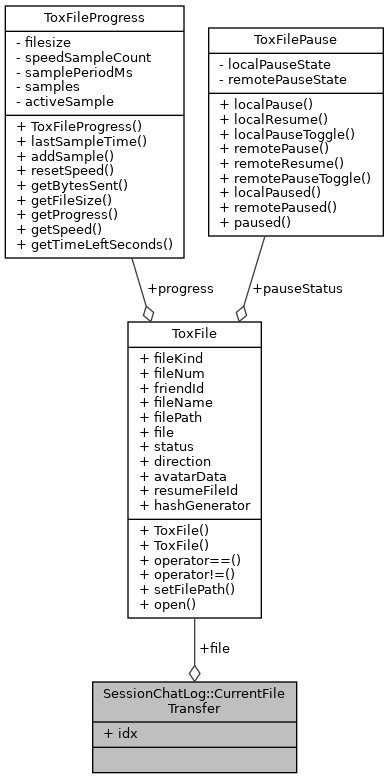 ToxFileProgress
- filesize
- speedSampleCount
- samplePeriodMs
- samples
- activeSample
+ ToxFileProgress()
+ lastSampleTime()
+ addSample()
+ resetSpeed()
+ getBytesSent()
+ getFileSize()
+ getProgress()
+ getSpeed()
+ getTimeLeftSeconds()
ToxFilePause
- localPauseState
- remotePauseState
+ localPause()
+ localResume()
+ localPauseToggle()
+ remotePause()
+ remoteResume()
+ remotePauseToggle()
+ localPaused()
+ remotePaused()
+ paused()
+progress
+pauseStatus
ToxFile
+ fileKind
+ fileNum
+ friendId
+ fileName
+ filePath
+ file
+ status
+ direction
+ avatarData
+ resumeFileId
+ hashGenerator
+ ToxFile()
+ ToxFile()
+ operator==()
+ operator!=()
+ setFilePath()
+ open()
+file
SessionChatLog::CurrentFile
Transfer
+ idx